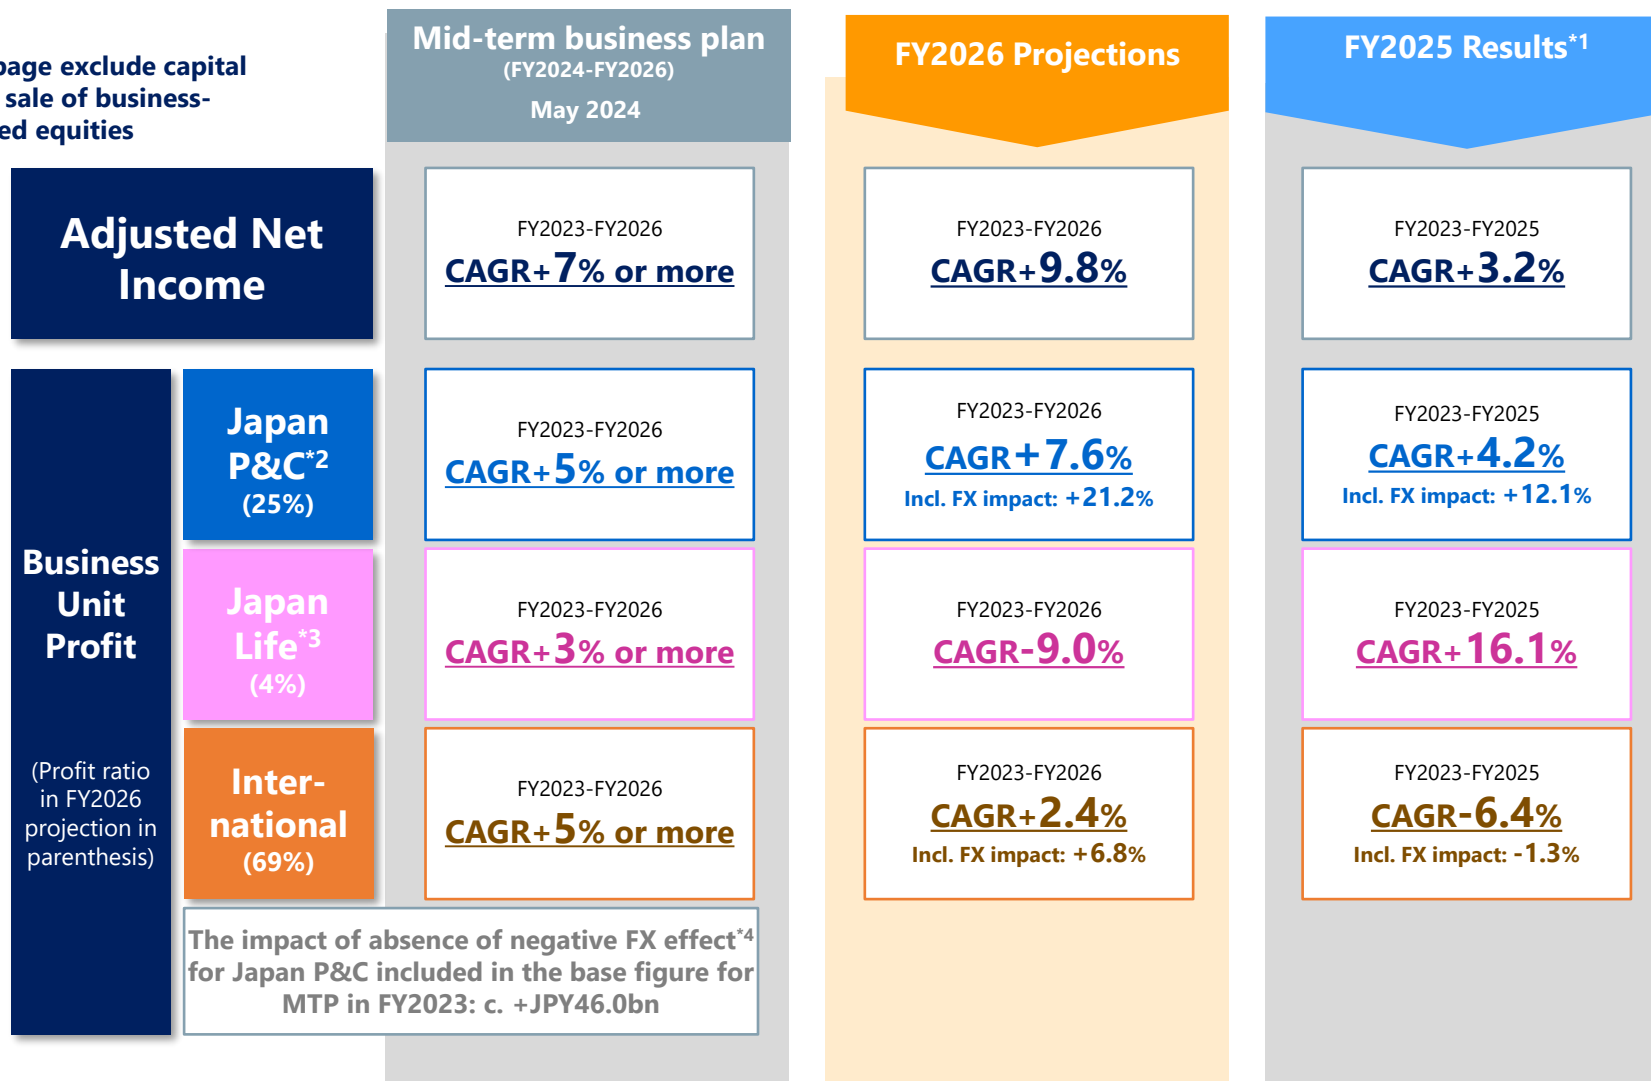 page exclude capital
sale of business-
ed equities
Mid-term business plan
(FY2024-FY2026)
May 2024
FY2026 Projections
FY2025 Results*1
Adjusted Net
Income
FY2023-FY2026
CAGR+7% or more
FY2023-FY2026
CAGR+9.8%
FY2023-FY2025
CAGR+3.2%
Business
Unit
Profit
(Profit ratio
in FY2026
projection in
parenthesis)
Japan
P&C*2
(25%)
FY2023-FY2026
CAGR+5% or more
FY2023-FY2026
CAGR+7.6%
Incl. FX impact: +21.2%
FY2023-FY2025
CAGR+4.2%
Incl. FX impact: +12.1%
Japan
Life*3
(4%)
FY2023-FY2026
CAGR+3% or more
FY2023-FY2026
CAGR-9.0%
FY2023-FY2025
CAGR+16.1%
Inter-
national
(69%)
FY2023-FY2026
CAGR+5% or more
FY2023-FY2026
CAGR+2.4%
Incl. FX impact: +6.8%
FY2023-FY2025
CAGR-6.4%
Incl. FX impact: -1.3%
The impact of absence of negative FX effect*4
for Japan P&C included in the base figure for
MTP in FY2023: c. +JPY46.0bn